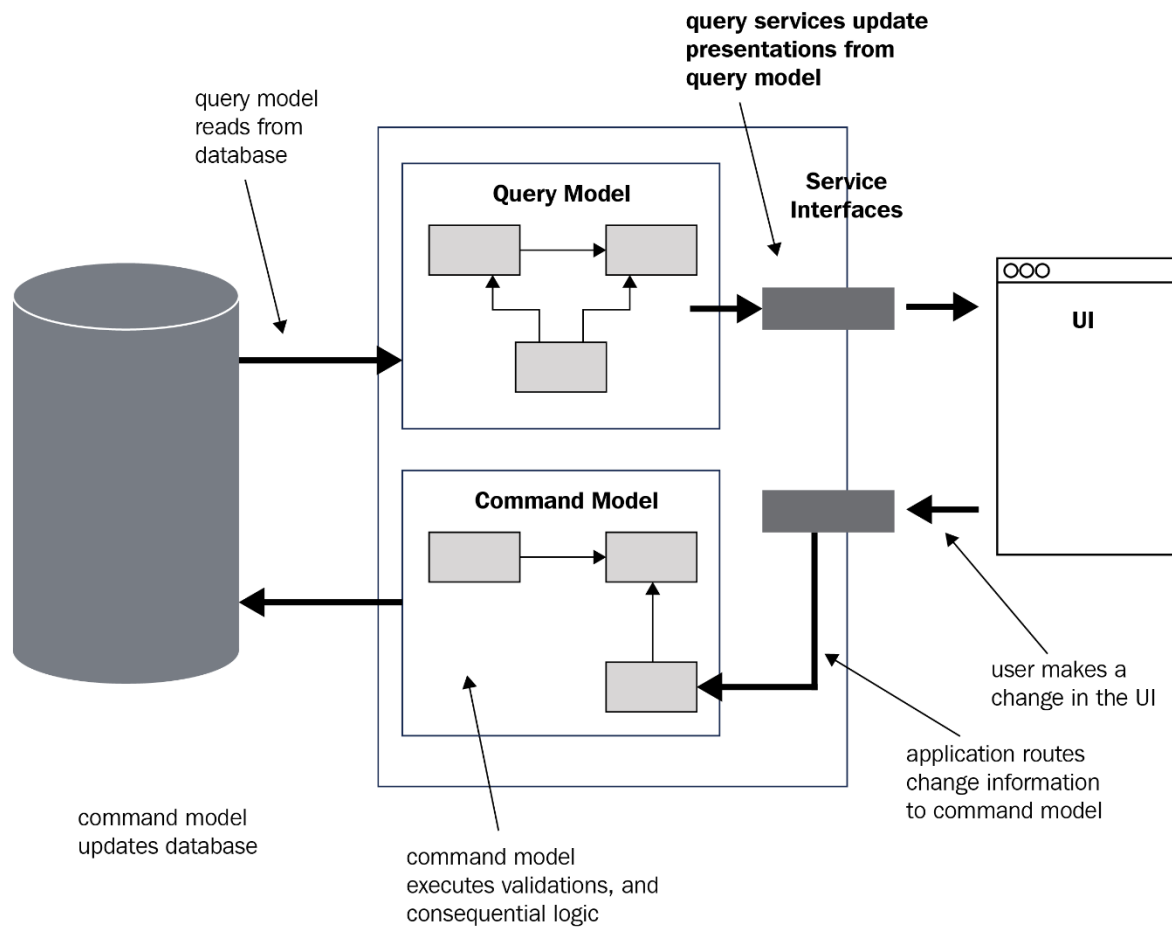 query services update
presentations from
query model
query model
reads from
database
Query Model
Service
Interfaces
UI
Command Model
user makes a
change in the UI
application routes
change information
to command model
command model
updates database
command model
executes validations, and
consequential logic